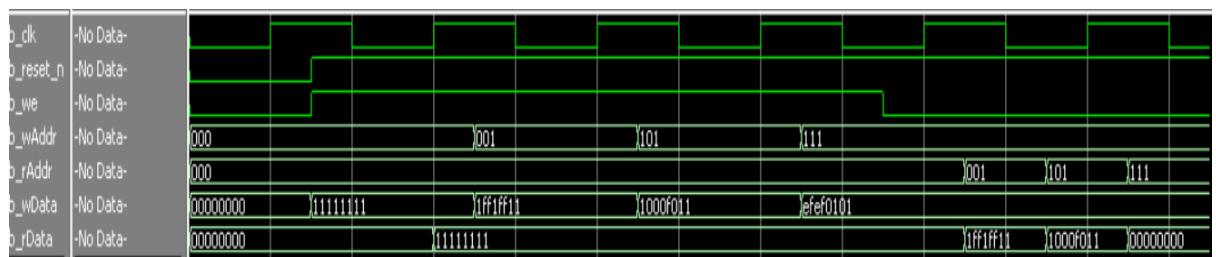 b_clk -No Data-
b_reset_n -No Data-
b_we -No Data-
b_wAddr -No Data- 000 001 101 111
b_rAddr -No Data- 000 001 101 111
b_wData -No Data- 00000000 11111111 1ff1ff11 1000f011 efef0101
b_rData -No Data- 00000000 11111111 1ff1ff11 1000f011 00000000